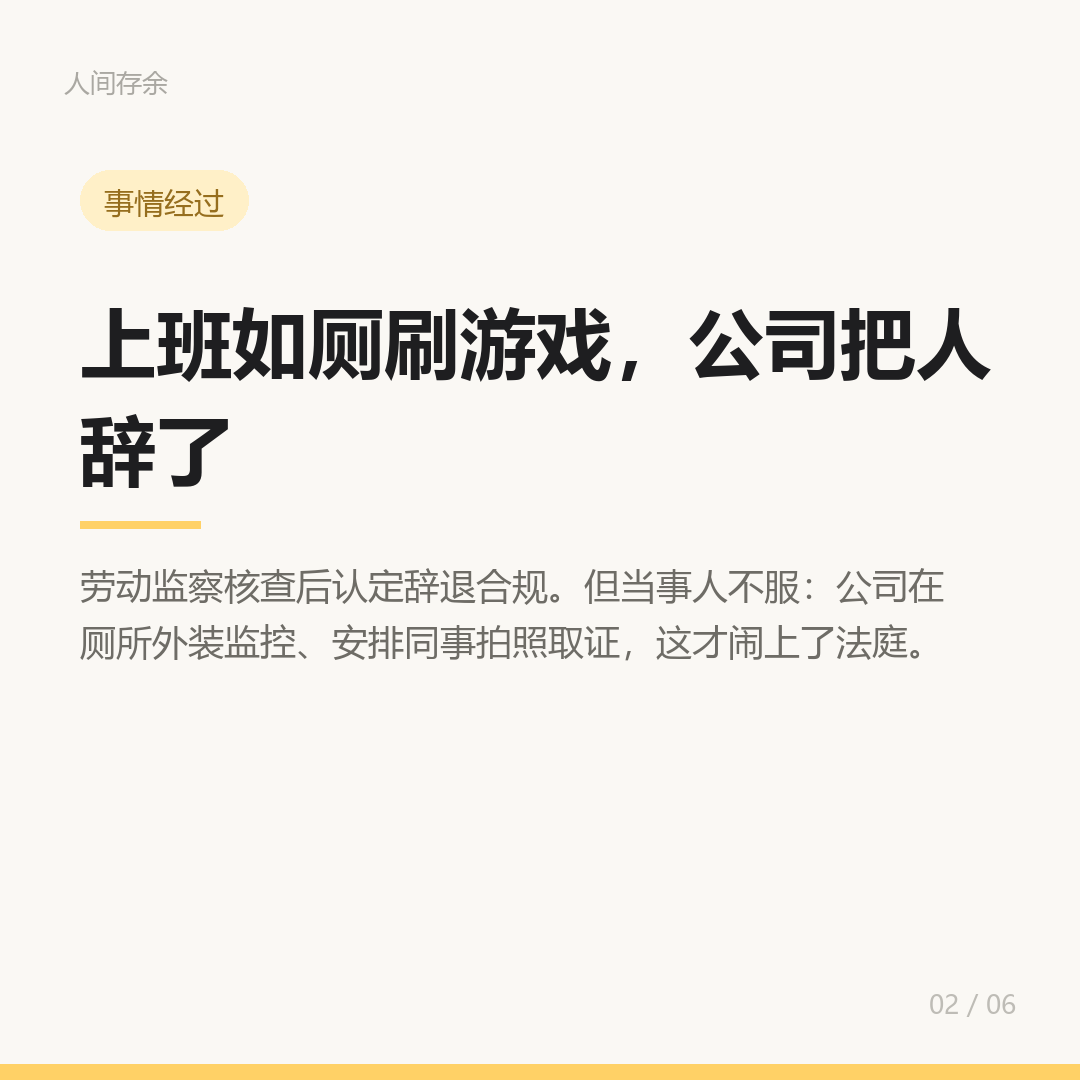 人间存余
事情经过
上班如厕刷游戏，公司把人
辞了
劳动监察核查后认定辞退合规。但当事人不服：公司在
厕所外装监控、安排同事拍照取证，这才闹上了法庭。
02 / 06